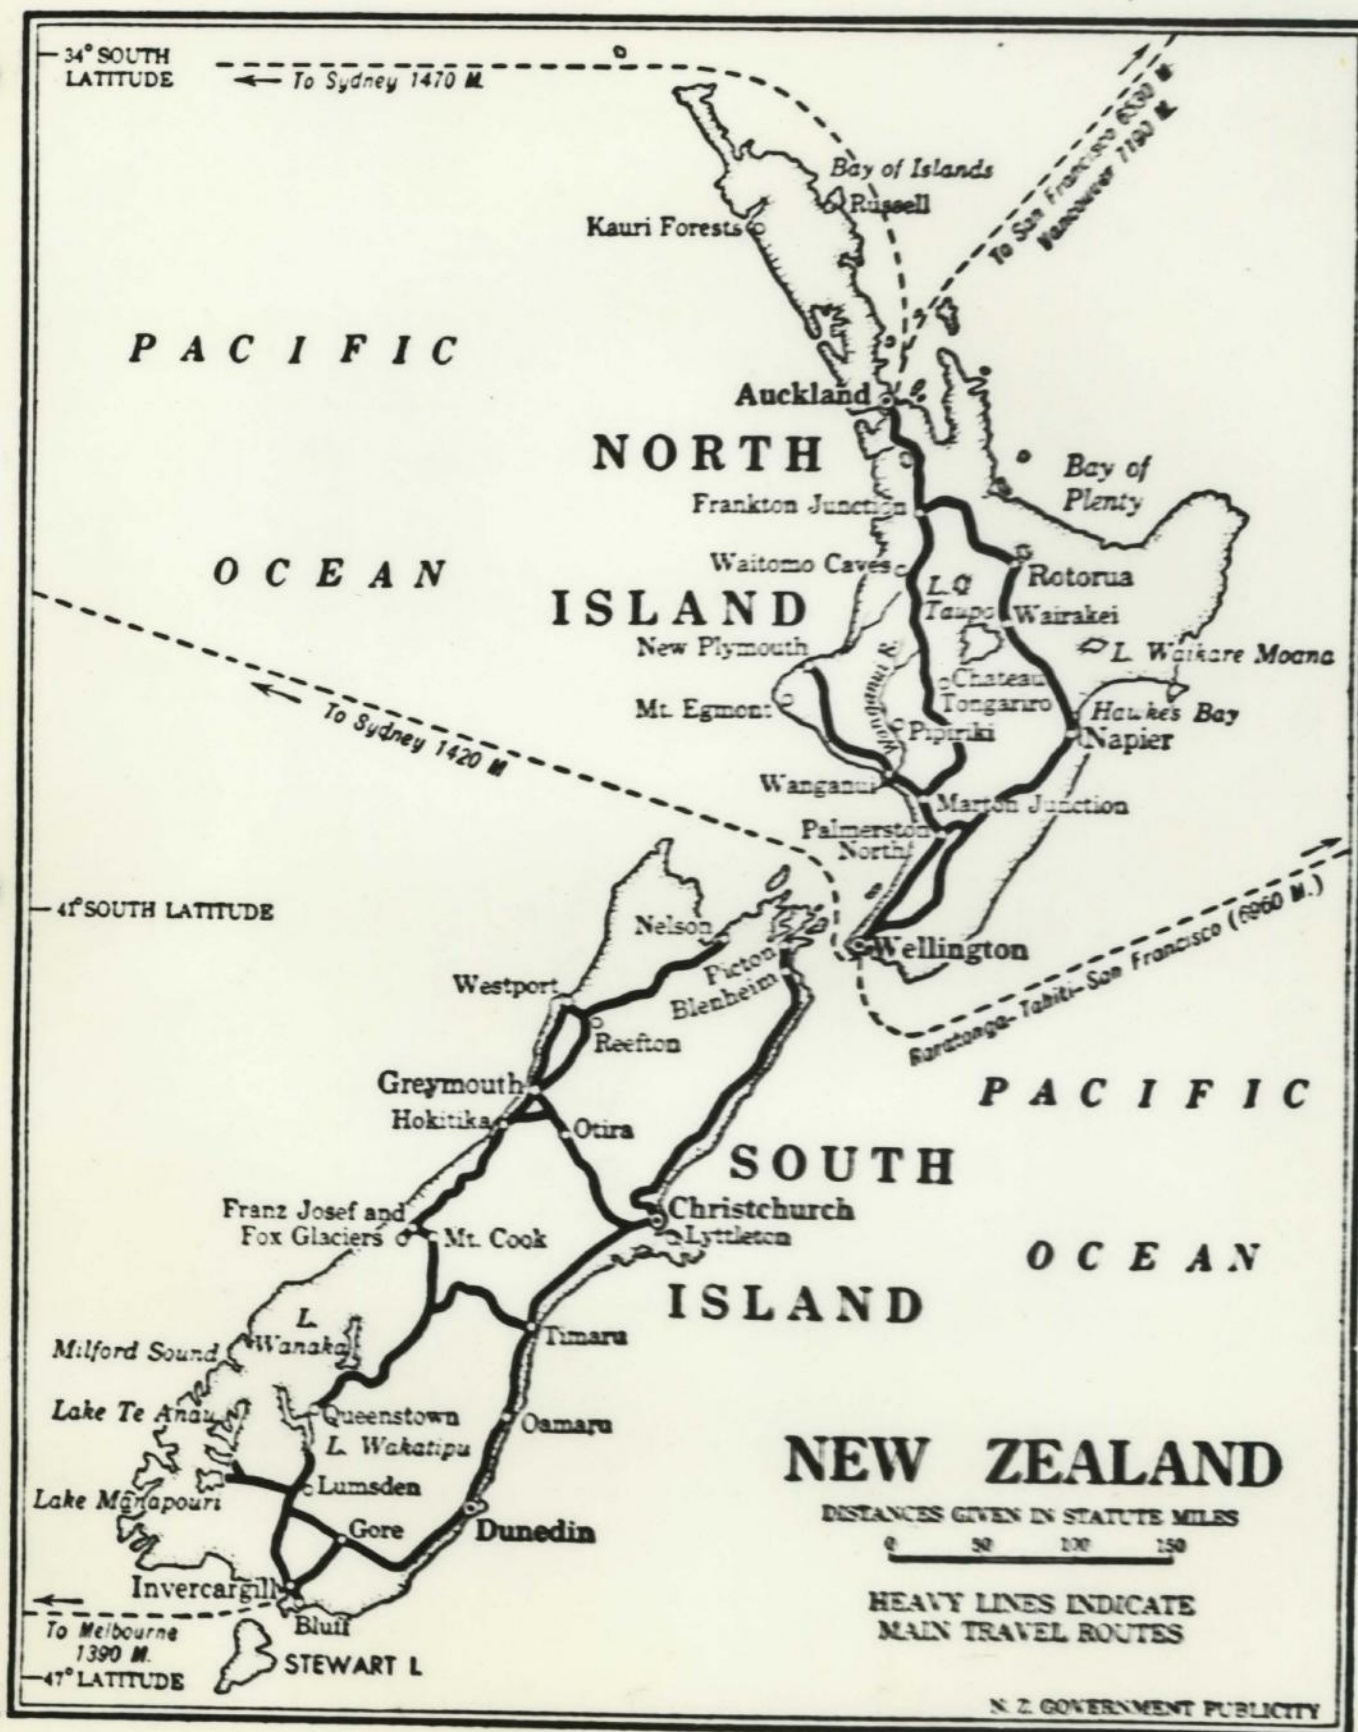 34° SOUTH
LATITUDE
To Sydney 1470 M.
To San Francisco 6530 M.
Vancouver 7190 M.
Bay of Islands
Russell
Kauri Forests
PACIFIC
Auckland
NORTH
Bay of
Plenty
Frankton Junction
OCEAN
Waitomo Caves
Rotorua
L.
Taupo
ISLAND
Wairakei
New Plymouth
L. Waikare Moana
Chateau
Tongariro
Mt. Egmont
Hawke's Bay
To Sydney 1420 M
Wanganui R
Pipiriki
Napier
Wanganui
Marton Junction
Palmerston
North
41° SOUTH LATITUDE
Nelson
Picton
Blenheim
Wellington
Raratonga-Tahiti-San Francisco (6960 M.)
Westport
Reefton
Greymouth
PACIFIC
Hokitika
Otira
SOUTH
Franz Josef and
Fox Glaciers
Mt. Cook
Christchurch
Lyttleton
OCEAN
ISLAND
L.
Wanaka
Timaru
Milford Sound
Lake Te Anau
Queenstown
Oamaru
L. Wakatipu
NEW ZEALAND
Lumsden
Lake Manapouri
DISTANCES GIVEN IN STATUTE MILES
0 50 100 150
Gore
Dunedin
Invercargill
HEAVY LINES INDICATE
MAIN TRAVEL ROUTES
Bluff
To Melbourne
1390 M.
STEWART I.
47° LATITUDE
N. Z. GOVERNMENT PUBLICITY